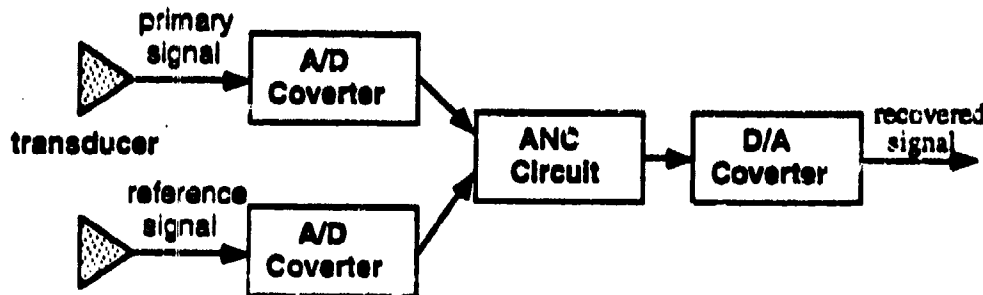 primary
signal
A/D
Coverter
transducer
reference
signal
A/D
Coverter
ANC
Circuit
D/A
Coverter
recovered
signal